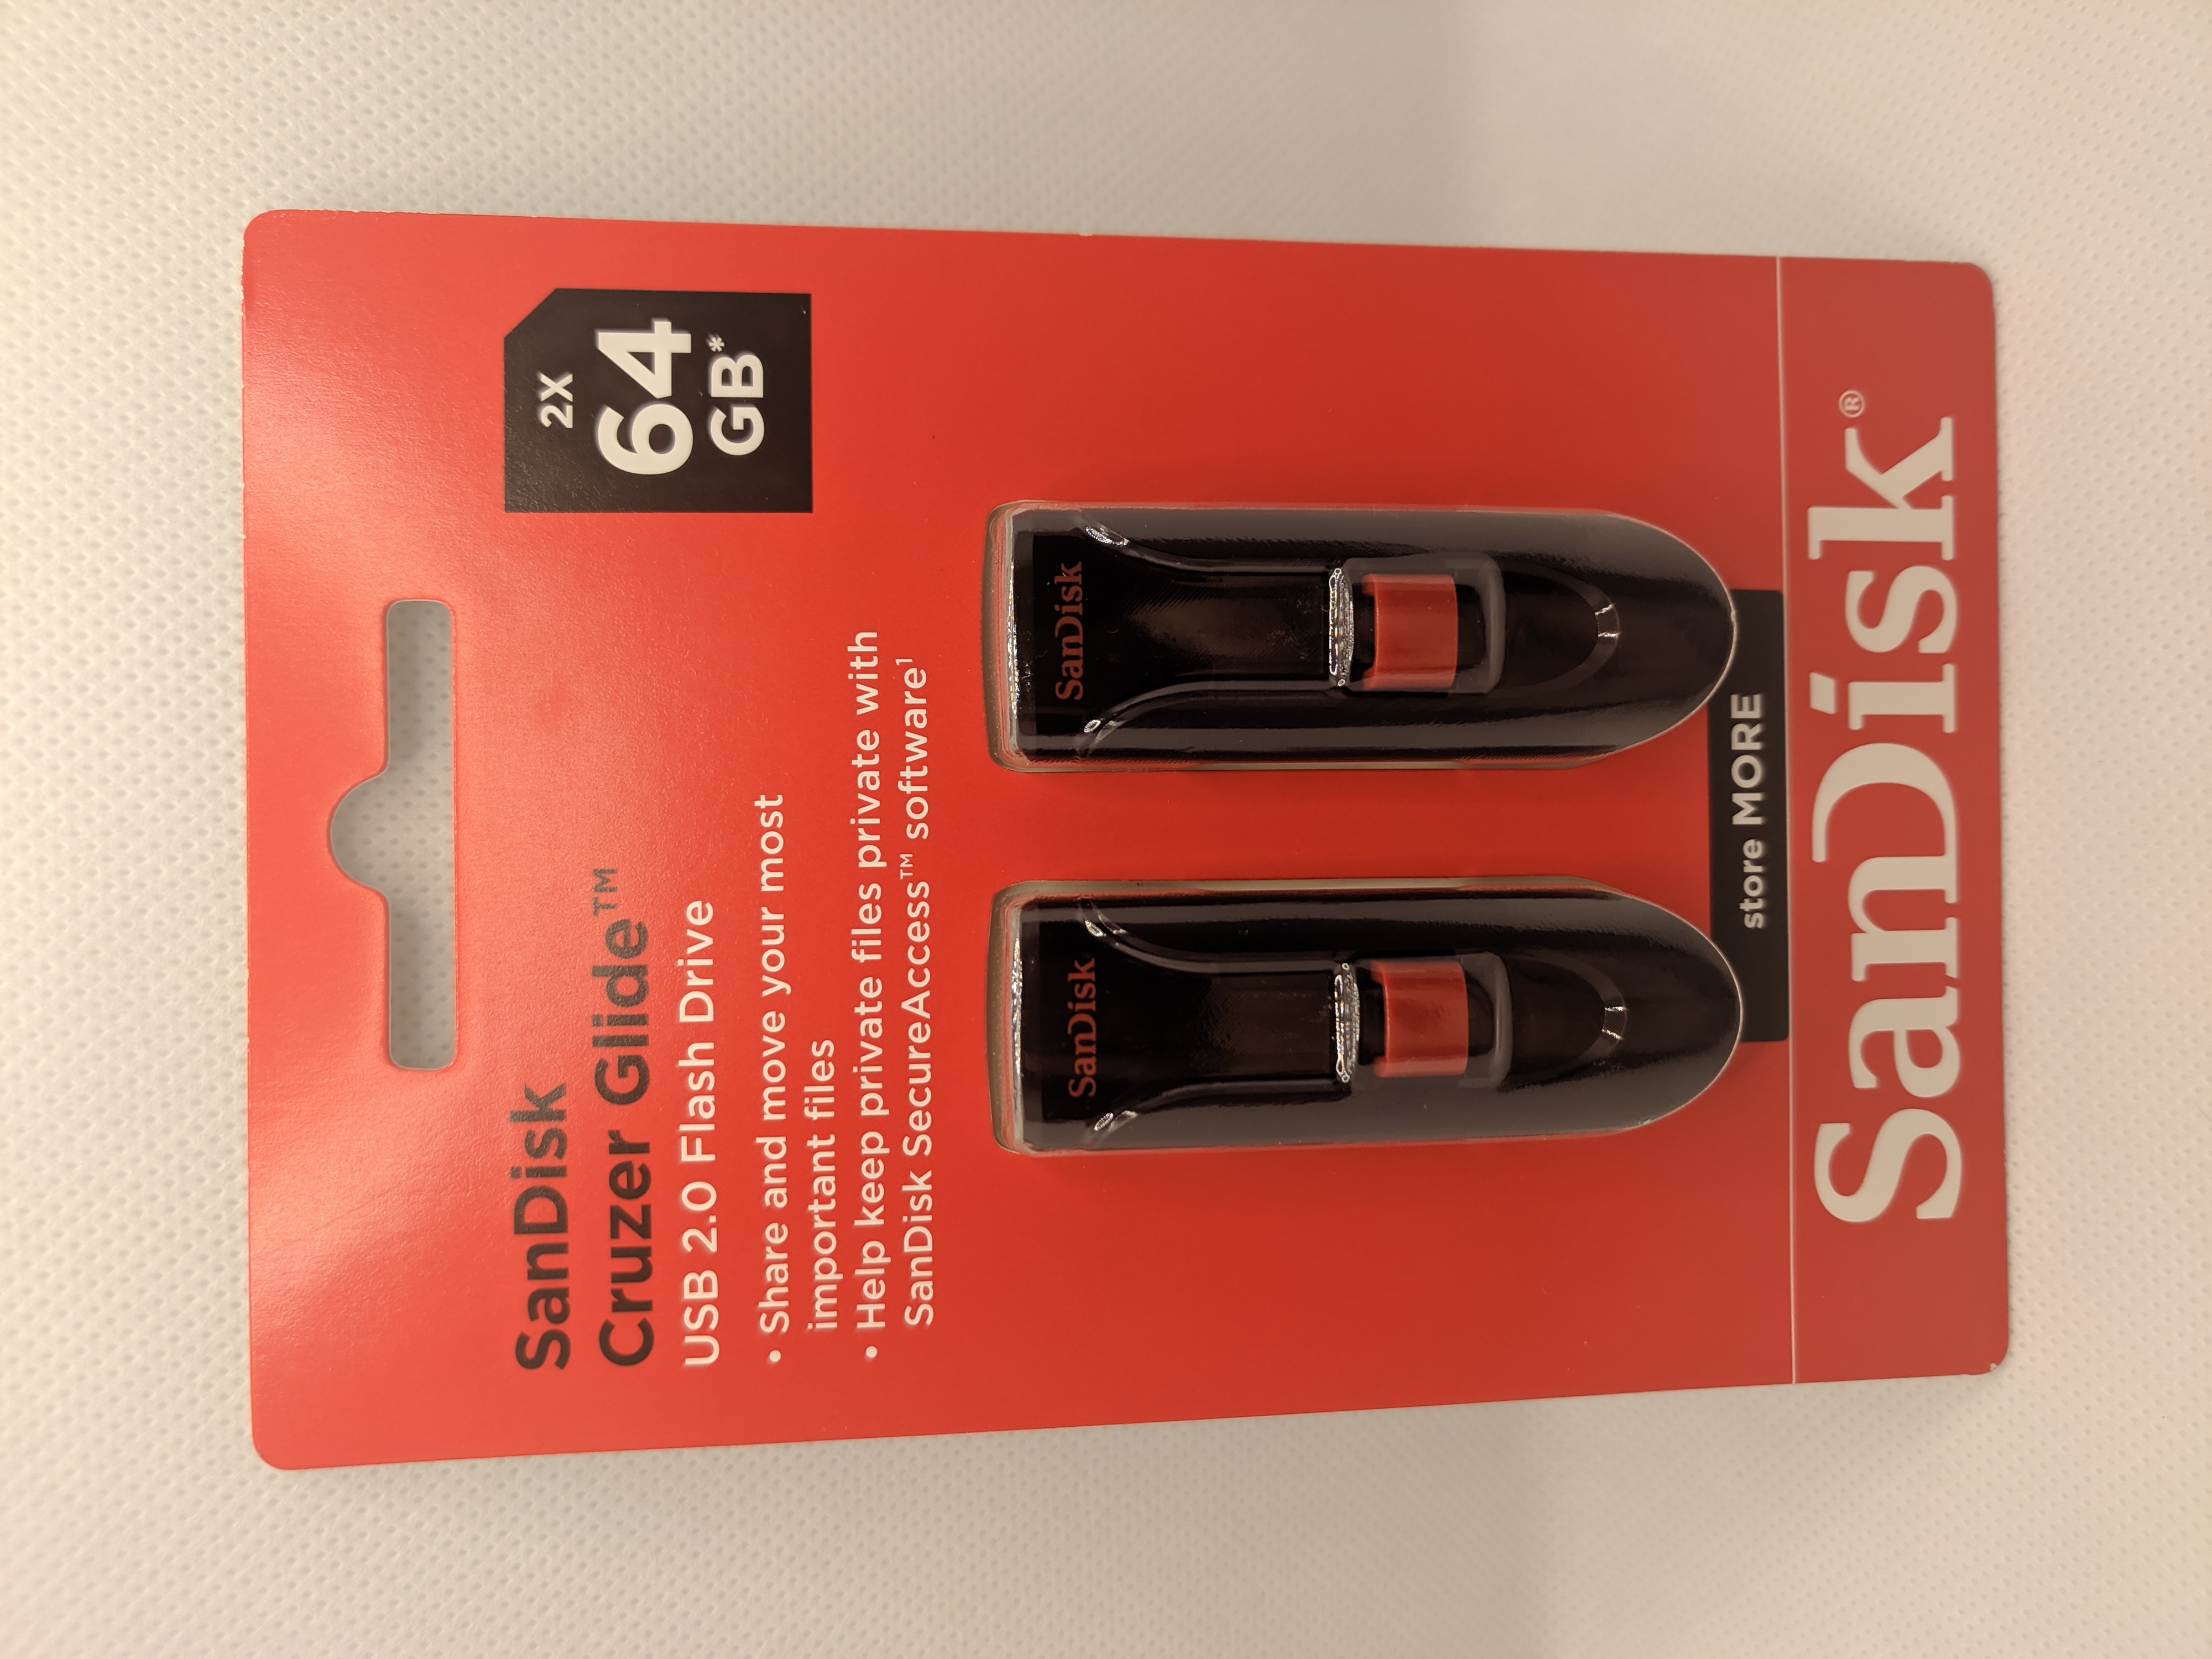 SanDisk
Cruzer Glide™
USB 2.0 Flash Drive
• Share and move your most
important files
• Help keep private files private with
SanDisk SecureAccess™ software¹
2X
64
GB*
SanDisk
SanDisk
store MORE
SanDisk®